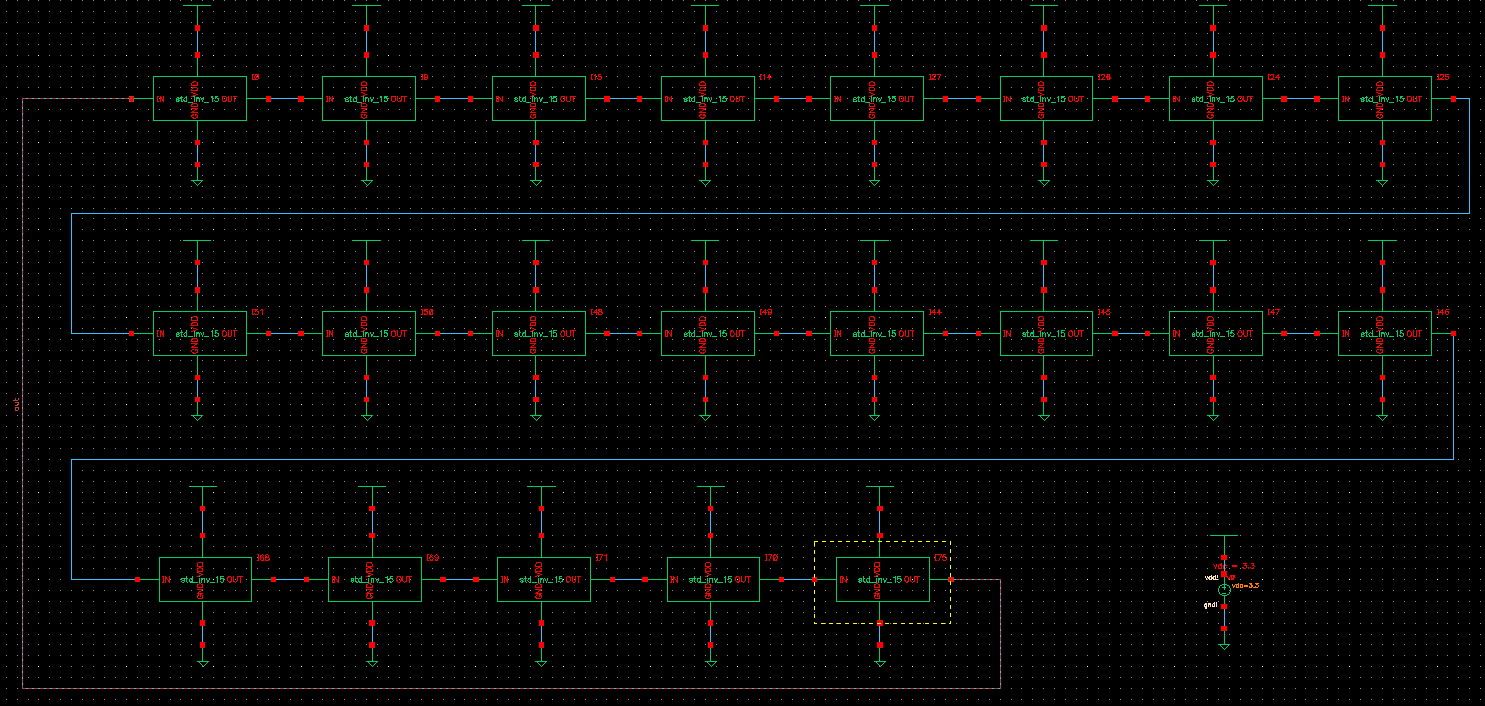 I8 I9 I15 I14 I27 I26 I24 I25
IN std_inv_15 OUT VDD GND
IN std_inv_15 OUT VDD GND
IN std_inv_15 OUT VDD GND
IN std_inv_15 OUT VDD GND
IN std_inv_15 OUT VDD GND
IN std_inv_15 OUT VDD GND
IN std_inv_15 OUT VDD GND
IN std_inv_15 OUT VDD GND
I51 I50 I48 I49 I44 I45 I47 I46
IN std_inv_15 OUT VDD GND
IN std_inv_15 OUT VDD GND
IN std_inv_15 OUT VDD GND
IN std_inv_15 OUT VDD GND
IN std_inv_15 OUT VDD GND
IN std_inv_15 OUT VDD GND
IN std_inv_15 OUT VDD GND
IN std_inv_15 OUT VDD GND
out
I68 I69 I71 I70 I75
IN std_inv_15 OUT VDD GND
IN std_inv_15 OUT VDD GND
IN std_inv_15 OUT VDD GND
IN std_inv_15 OUT VDD GND
IN std_inv_15 OUT VDD GND
vdd!
vdc=3.3
gnd!